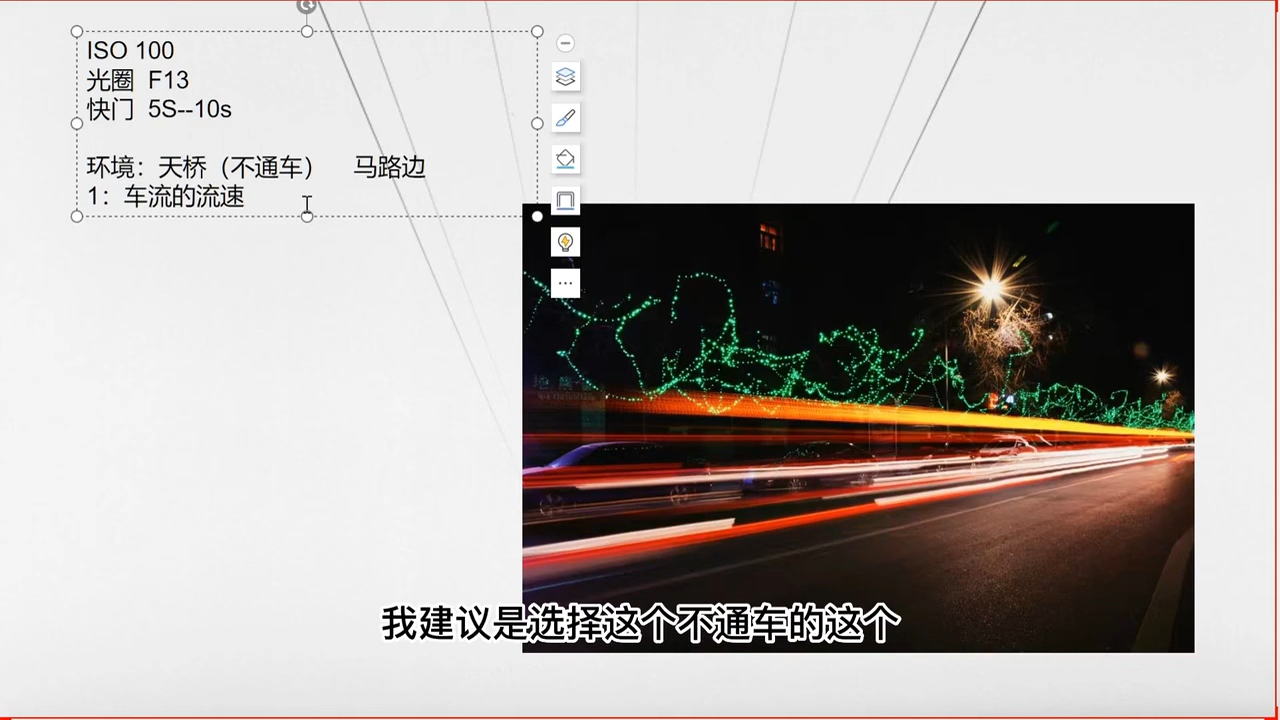 ISO 100
光圈  F13
快门  5S--10s
环境：天桥（不通车）     马路边
1：车流的流速
我建议是选择这个不通车的这个